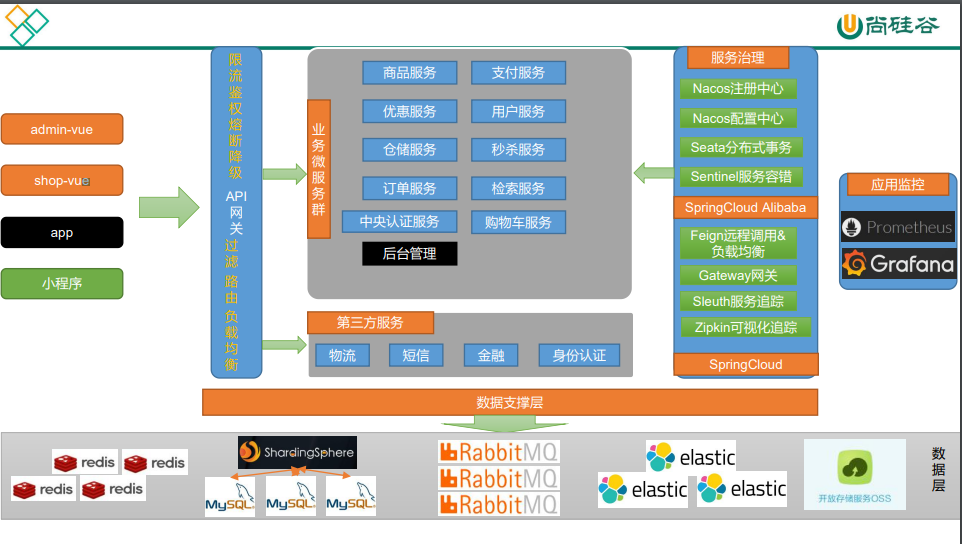 尚硅谷
admin-vue
shop-vue
app
小程序
限流鉴权熔断降级
API
网关
过滤 路由 负载均衡
业务微服务群
商品服务
支付服务
优惠服务
用户服务
仓储服务
秒杀服务
订单服务
检索服务
中央认证服务
购物车服务
后台管理
第三方服务
物流
短信
金融
身份认证
服务治理
Nacos注册中心
Nacos配置中心
Seata分布式事务
Sentinel服务容错
SpringCloud Alibaba
Feign远程调用&
负载均衡
Gateway网关
Sleuth服务追踪
Zipkin可视化追踪
SpringCloud
应用监控
Prometheus
Grafana
数据支撑层
redis
redis
redis
redis
ShardingSphere
MySQL
MySQL
MySQL
RabbitMQ
RabbitMQ
RabbitMQ
elastic
elastic
elastic
开放存储服务OSS
数据层